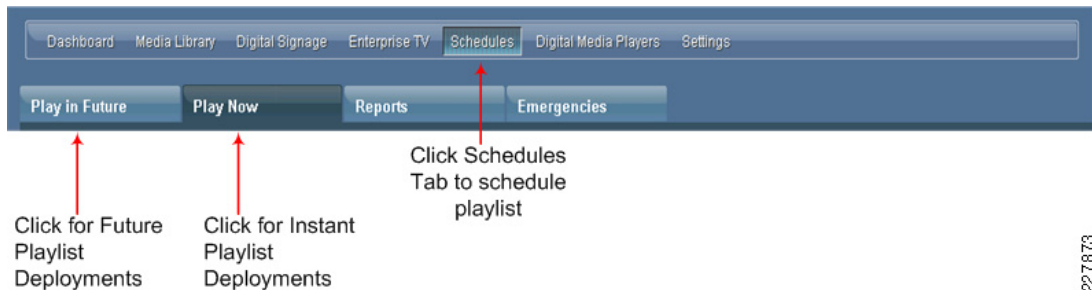 Dashboard Media Library Digital Signage Enterprise TV Schedules Digital Media Players Settings
Play in Future Play Now Reports Emergencies
Click Schedules
Tab to schedule
playlist
Click for Future
Playlist
Deployments
Click for Instant
Playlist
Deployments
227873